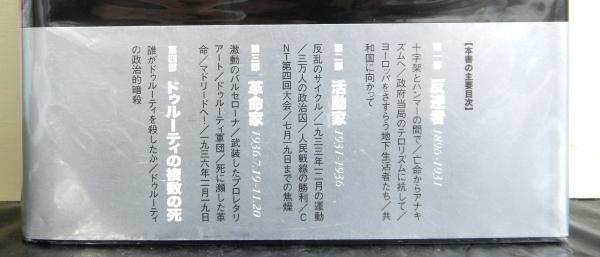 【本書の主要目次】
第一部 反逆者 1896-1931
十字架とハンマーの間で／亡命からアナキ
ズムへ／政府当局のテロリズムに抗して／
ヨーロッパをさすらう地下生活者たち／共
和国に向かって
第二部 活動家 1931-1936
反乱のサイクル／一九三三年一二月の運動
／三万人の政治囚／人民戦線の勝利／C
NT第四回大会／七月一九日までの焦燥
第三部 革命家 1936・7・19-11.20
激動のバルセローナ／武装したプロレタリ
アート／ドゥルーティ軍団／死に瀕した革
命／マドリードへ！／一九三六年一一月一九日
第四部 ドゥルーティの複数の死
誰がドゥルーティを殺したか／ドゥルーティ
の政治的暗殺